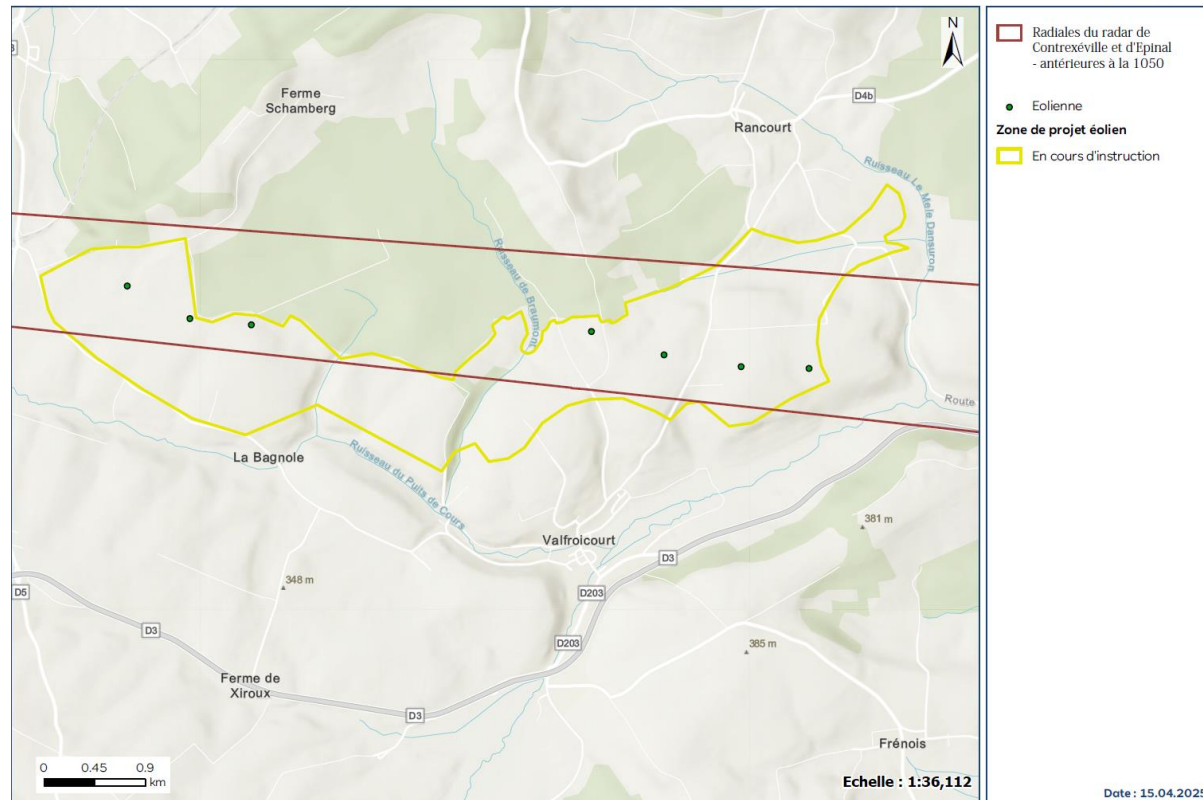 N
Ferme
Schamberg
D4b
Rancourt
Ruisseau Le Mele Dansuron
Ruisseau de Braumont
Route
La Bagnole
Ruisseau du Puits de Cours
Valfroicourt
381 m
D3
D203
348 m
D5
D3
D203
385 m
Ferme de
Xiroux
D3
Frénois
0 0.45 0.9
km
Echelle : 1:36,112
Radiales du radar de
Contrexéville et d'Epinal
- antérieures à la 1050
Eolienne
Zone de projet éolien
En cours d'instruction
Date : 15.04.2025